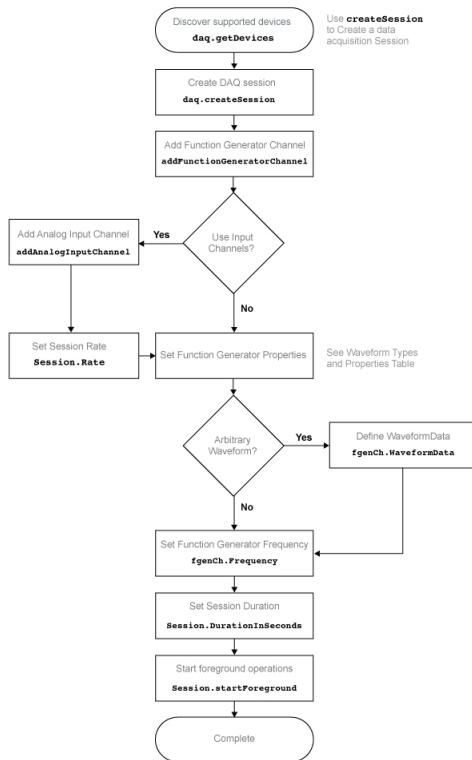 Discover supported devices
daq.getDevices
Use createSession
to Create a data
acquisition Session
Create DAQ session
daq.createSession
Add Function Generator Channel
addFunctionGeneratorChannel
Use Input
Channels?
Yes
Add Analog Input Channel
addAnalogInputChannel
No
Set Session Rate
Session.Rate
Set Function Generator Properties
See Waveform Types
and Properties Table
Arbitrary
Waveform?
Yes
Define WaveformData
fgenCh.WaveformData
No
Set Function Generator Frequency
fgenCh.Frequency
Set Session Duration
Session.DurationInSeconds
Start foreground operations
Session.startForeground
Complete